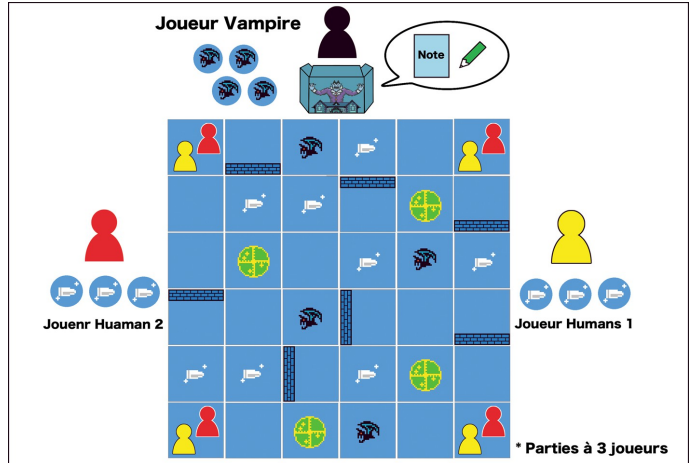 Joueur Vampire
Note
Jouenr Huaman 2
Joueur Humans 1
* Parties à 3 joueurs